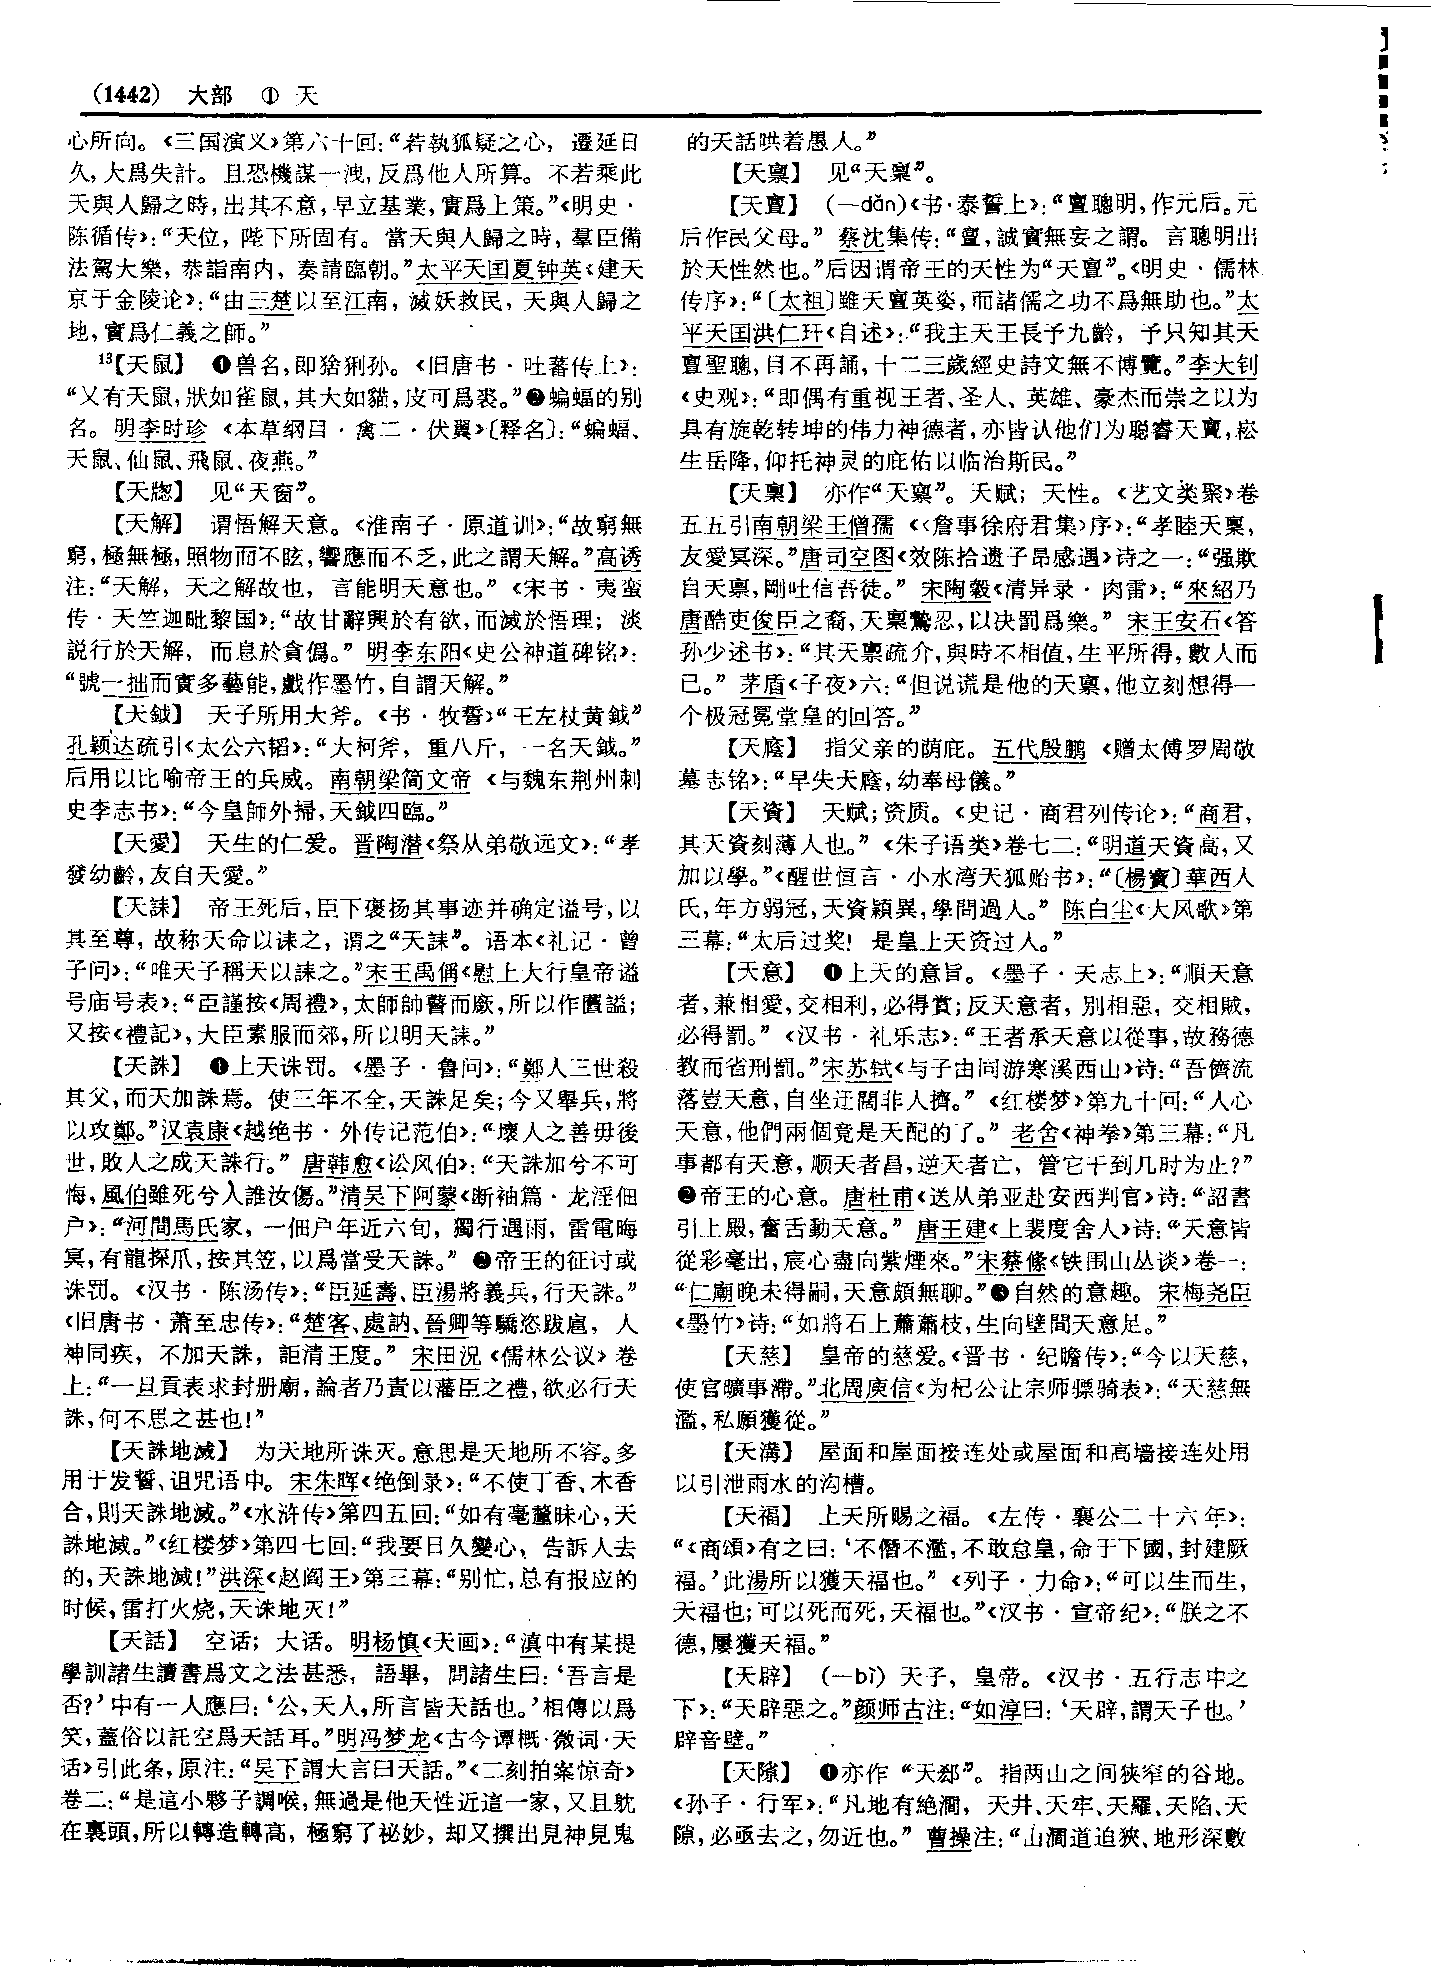 (1442) 大部 ① 天
心所向。《三国演义》第六十回：“若執狐疑之心，遷延日
久，大爲失計。且恐機謀一洩，反爲他人所算。不若乘此
天與人歸之時，出其不意，早立基業，實爲上策。”《明史·
陈循传》：“天位，陛下所固有。當天與人歸之時，羣臣備
法駕大樂，恭詣南内，奏請臨朝。”太平天囯夏钟英《建天
京于金陵论》：“由三楚以至江南，滅妖救民，天與人歸之
地，實爲仁義之師。”
13【天鼠】 ❶兽名，即猞猁孙。《旧唐书·吐蕃传上》：
“又有天鼠，狀如雀鼠，其大如貓，皮可爲裘。”❷蝙蝠的别
名。明李时珍《本草纲目·禽二·伏翼》〔释名〕：“蝙蝠、
天鼠、仙鼠、飛鼠、夜燕。”
【天牕】 见“天窗”。
【天解】 谓悟解天意。《淮南子·原道训》：“故窮無
窮，極無極，照物而不眩，響應而不乏，此之謂天解。”高诱
注：“天解，天之解故也，言能明天意也。”《宋书·夷蛮
传·天竺迦毗黎国》：“故甘辭興於有欲，而滅於悟理；淡
説行於天解，而息於貪僞。”明李东阳《史公神道碑铭》：
“號一拙而實多藝能，戲作墨竹，自謂天解。”
【天鉞】 天子所用大斧。《书·牧誓》“王左杖黄鉞”
孔颖达疏引《太公六韬》：“大柯斧，重八斤，一名天鉞。”
后用以比喻帝王的兵威。南朝梁简文帝《与魏东荆州刺
史李志书》：“今皇師外掃，天鉞四臨。”
【天愛】 天生的仁爱。晋陶潜《祭从弟敬远文》：“孝
發幼齡，友自天愛。”
【天誄】 帝王死后，臣下褒扬其事迹并确定谥号，以
其至尊，故称天命以诔之，谓之“天誄”。语本《礼记·曾
子问》：“唯天子稱天以誄之。”宋王禹偁《慰上大行皇帝谥
号庙号表》：“臣謹按《周禮》，太師帥瞽而廞，所以作匶謚；
又按《禮記》，大臣素服而郊，所以明天誄。”
【天誅】 ❶上天诛罚。《墨子·鲁问》：“鄭人三世殺
其父，而天加誅焉。使三年不全，天誅足矣；今又舉兵，將
以攻鄭。”汉袁康《越绝书·外传记范伯》：“壞人之善毋後
世，敗人之成天誅行。”唐韩愈《讼风伯》：“天誅加兮不可
悔，風伯雖死兮人誰汝傷。”清吴下阿蒙《断袖篇·龙淫佃
户》：“河間馬氏家，一佃户年近六旬，獨行遇雨，雷電晦
冥，有龍探爪，按其笠，以爲當受天誅。”❷帝王的征讨或
诛罚。《汉书·陈汤传》：“臣延壽、臣湯將義兵，行天誅。”
《旧唐书·萧至忠传》：“楚客、處訥、晉卿等驕恣跋扈，人
神同疾，不加天誅，詎清王度。”宋田况《儒林公议》卷
上：“一旦貢表求封册廟，論者乃責以藩臣之禮，欲必行天
誅，何不思之甚也！”
【天誅地滅】 为天地所诛灭。意思是天地所不容。多
用于发誓、诅咒语中。宋朱晖《绝倒录》：“不使丁香、木香
合，則天誅地滅。”《水浒传》第四五回：“如有毫釐昧心，天
誅地滅。”《红楼梦》第四七回：“我要日久變心，告訴人去
的，天誅地滅！”洪深《赵阎王》第三幕：“别忙，总有报应的
时候，雷打火烧，天诛地灭！”
【天話】 空话；大话。明杨慎《天画》：“滇中有某提
學訓諸生讀書爲文之法甚悉，語畢，問諸生曰：‘吾言是
否？’中有一人應曰：‘公，天人，所言皆天話也。’相傳以爲
笑，蓋俗以託空爲天話耳。”明冯梦龙《古今谭概·微词·天
话》引此条，原注：“吴下謂大言曰天話。”《二刻拍案惊奇》
卷二：“是這小夥子調喉，無過是他天性近這一家，又且躭
在裏頭，所以轉造轉高，極窮了祕妙，却又撰出見神見鬼
的天話哄着愚人。”
【天禀】 见“天稟”。
【天亶】 (—dǎn)《书·泰誓上》：“亶聰明，作元后。元
后作民父母。”蔡沈集传：“亶，誠實無妄之謂。言聰明出
於天性然也。”后因谓帝王的天性为“天亶”。《明史·儒林
传序》：“〔太祖〕雖天亶英姿，而諸儒之功不爲無助也。”太
平天囯洪仁玕《自述》：“我主天王長予九齡，予只知其天
亶聖聰，目不再誦，十二三歲經史詩文無不博覽。”李大钊
《史观》：“即偶有重视王者、圣人、英雄、豪杰而崇之以为
具有旋乾转坤的伟力神德者，亦皆认他们为聪睿天亶，崧
生岳降，仰托神灵的庇佑以临治斯民。”
【天稟】 亦作“天禀”。天赋；天性。《艺文类聚》卷
五五引南朝梁王僧孺《〈詹事徐府君集〉序》：“孝睦天稟，
友愛冥深。”唐司空图《效陈拾遗子昂感遇》诗之一：“强欺
自天稟，剛吐信吾徒。”宋陶穀《清异录·肉雷》：“來紹乃
唐酷吏俊臣之裔，天稟鷙忍，以决罰爲樂。”宋王安石《答
孙少述书》：“其天稟疏介，與時不相值，生平所得，數人而
已。”茅盾《子夜》六：“但说谎是他的天稟，他立刻想得一
个极冠冕堂皇的回答。”
【天廕】 指父亲的荫庇。五代殷鹏《赠太傅罗周敬
墓志铭》：“早失天廕，幼奉母儀。”
【天資】 天赋；资质。《史记·商君列传论》：“商君，
其天資刻薄人也。”《朱子语类》卷七二：“明道天資高，又
加以學。”《醒世恒言·小水湾天狐贻书》：“〔楊寶〕華西人
氏，年方弱冠，天資穎異，學問過人。”陈白尘《大风歌》第
三幕：“太后过奖！是皇上天资过人。”
【天意】 ❶上天的意旨。《墨子·天志上》：“順天意
者，兼相愛，交相利，必得賞；反天意者，别相惡，交相賊，
必得罰。”《汉书·礼乐志》：“王者承天意以從事，故務德
教而省刑罰。”宋苏轼《与子由同游寒溪西山》诗：“吾儕流
落豈天意，自坐迂闊非人擠。”《红楼梦》第九十回：“人心
天意，他們兩個竟是天配的了。”老舍《神拳》第三幕：“凡
事都有天意，顺天者昌，逆天者亡，管它干到几时为止？”
❷帝王的心意。唐杜甫《送从弟亚赴安西判官》诗：“詔書
引上殿，奮舌動天意。”唐王建《上裴度舍人》诗：“天意皆
從彩毫出，宸心盡向紫煙來。”宋蔡絛《铁围山丛谈》卷一：
“仁廟晚未得嗣，天意頗無聊。”❸自然的意趣。宋梅尧臣
《墨竹》诗：“如將石上蕭蕭枝，生向壁間天意足。”
【天慈】 皇帝的慈爱。《晋书·纪瞻传》：“今以天慈，
使官曠事滯。”北周庾信《为杞公让宗师骠骑表》：“天慈無
濫，私願獲從。”
【天溝】 屋面和屋面接连处或屋面和高墙接连处用
以引泄雨水的沟槽。
【天福】 上天所赐之福。《左传·襄公二十六年》：
“《商頌》有之曰：‘不僭不濫，不敢怠皇，命于下國，封建厥
福。’此湯所以獲天福也。”《列子·力命》：“可以生而生，
天福也；可以死而死，天福也。”《汉书·宣帝纪》：“朕之不
德，屢獲天福。”
【天辟】 (—bì) 天子，皇帝。《汉书·五行志中之
下》：“天辟惡之。”颜师古注：“如淳曰：‘天辟，謂天子也。’
辟音壁。”
【天隙】 ❶亦作“天郄”。指两山之间狭窄的谷地。
《孙子·行军》：“凡地有絶澗，天井、天牢、天羅、天陷、天
隙，必亟去之，勿近也。”曹操注：“山澗道迫狹、地形深數